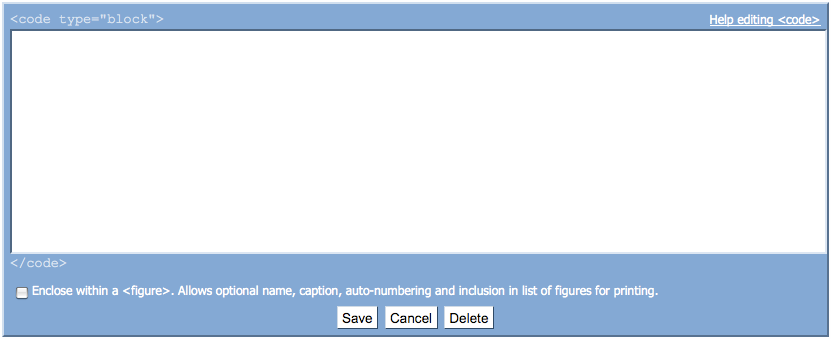 <code type="block"> Help editing <code>
</code>
Enclose within a <figure>. Allows optional name, caption, auto-numbering and inclusion in list of figures for printing.
Save Cancel Delete